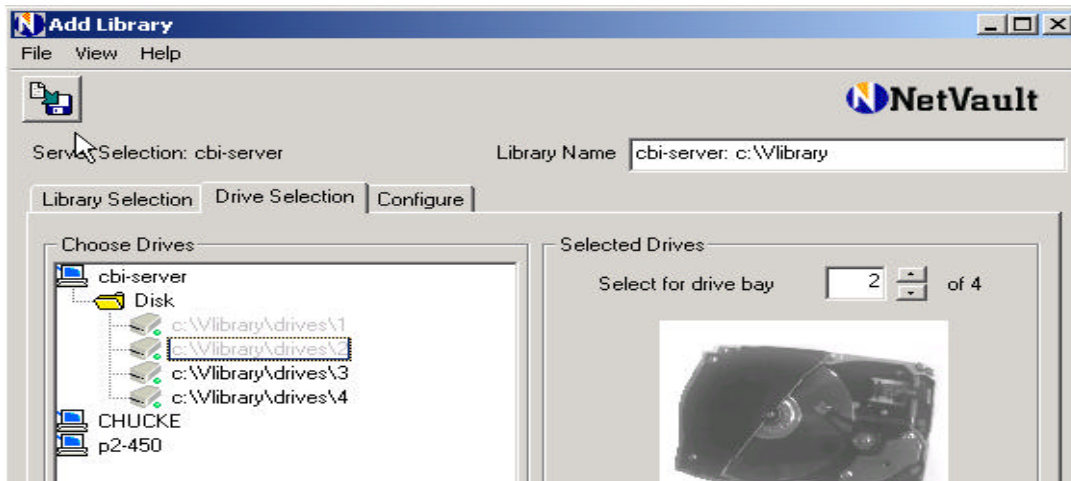 Add Library
File View Help
NetVault
Server Selection: cbi-server
Library Name cbi-server: c:\Vlibrary
Library Selection Drive Selection Configure
Choose Drives
Selected Drives
cbi-server
Select for drive bay 2 of 4
Disk
c:\Vlibrary\drives\1
c:\Vlibrary\drives\2
c:\Vlibrary\drives\3
c:\Vlibrary\drives\4
CHUCKE
p2-450